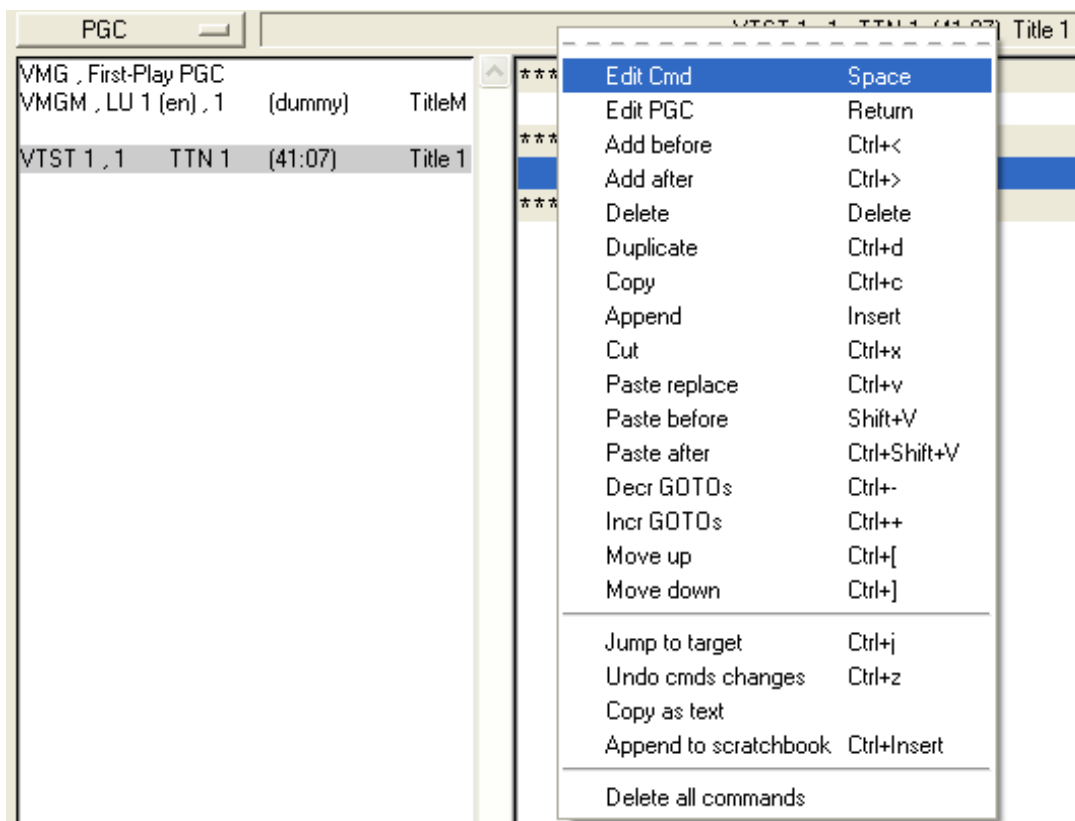 PGC
VTST 1 , 1 TTN 1 (41:07) Title 1
VMG , First-Play PGC
VMGM , LU 1 (en) , 1 (dummy) TitleM
VTST 1 , 1 TTN 1 (41:07) Title 1
***
***
***
Edit Cmd Space
Edit PGC Return
Add before Ctrl+<
Add after Ctrl+>
Delete Delete
Duplicate Ctrl+d
Copy Ctrl+c
Append Insert
Cut Ctrl+x
Paste replace Ctrl+v
Paste before Shift+V
Paste after Ctrl+Shift+V
Decr GOTOs Ctrl+-
Incr GOTOs Ctrl++
Move up Ctrl+[
Move down Ctrl+]
Jump to target Ctrl+j
Undo cmds changes Ctrl+z
Copy as text
Append to scratchbook Ctrl+Insert
Delete all commands